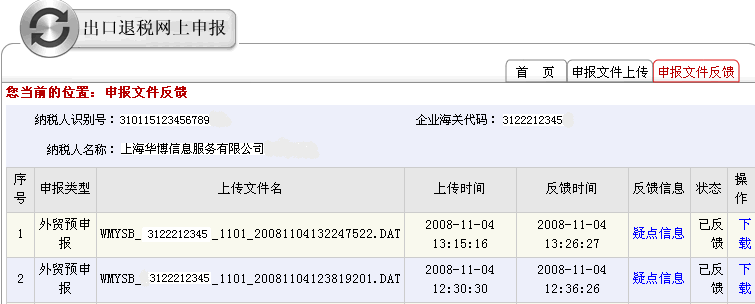 出口退税网上申报
首 页 申报文件上传 申报文件反馈
您当前的位置：申报文件反馈
纳税人识别号：310115123456789 企业海关代码：3122212345
纳税人名称：上海华博信息服务有限公司
序号 申报类型 上传文件名 上传时间 反馈时间 反馈信息 状态 操作
1 外贸预申报 WMYSB_ 3122212345 _1101_20081104132247522.DAT 2008-11-04 13:15:16 2008-11-04 13:26:27 疑点信息 已反馈 下载
2 外贸预申报 WMYSB_ 3122212345 _1101_20081104123819201.DAT 2008-11-04 12:30:30 2008-11-04 12:36:26 疑点信息 已反馈 下载